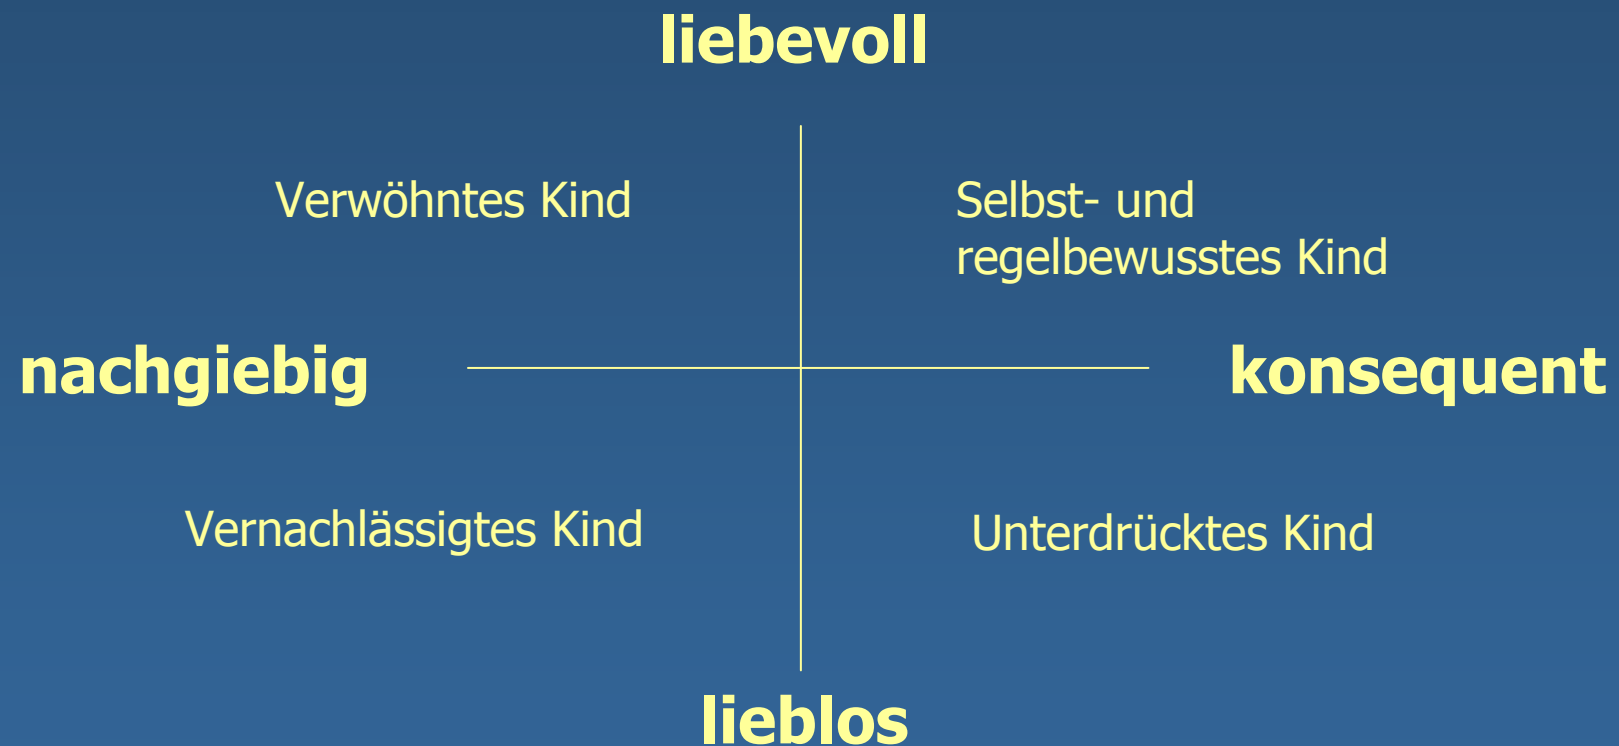 liebevoll
Verwöhntes Kind
Selbst- und
regelbewusstes Kind
nachgiebig
konsequent
Vernachlässigtes Kind
Unterdrücktes Kind
lieblos